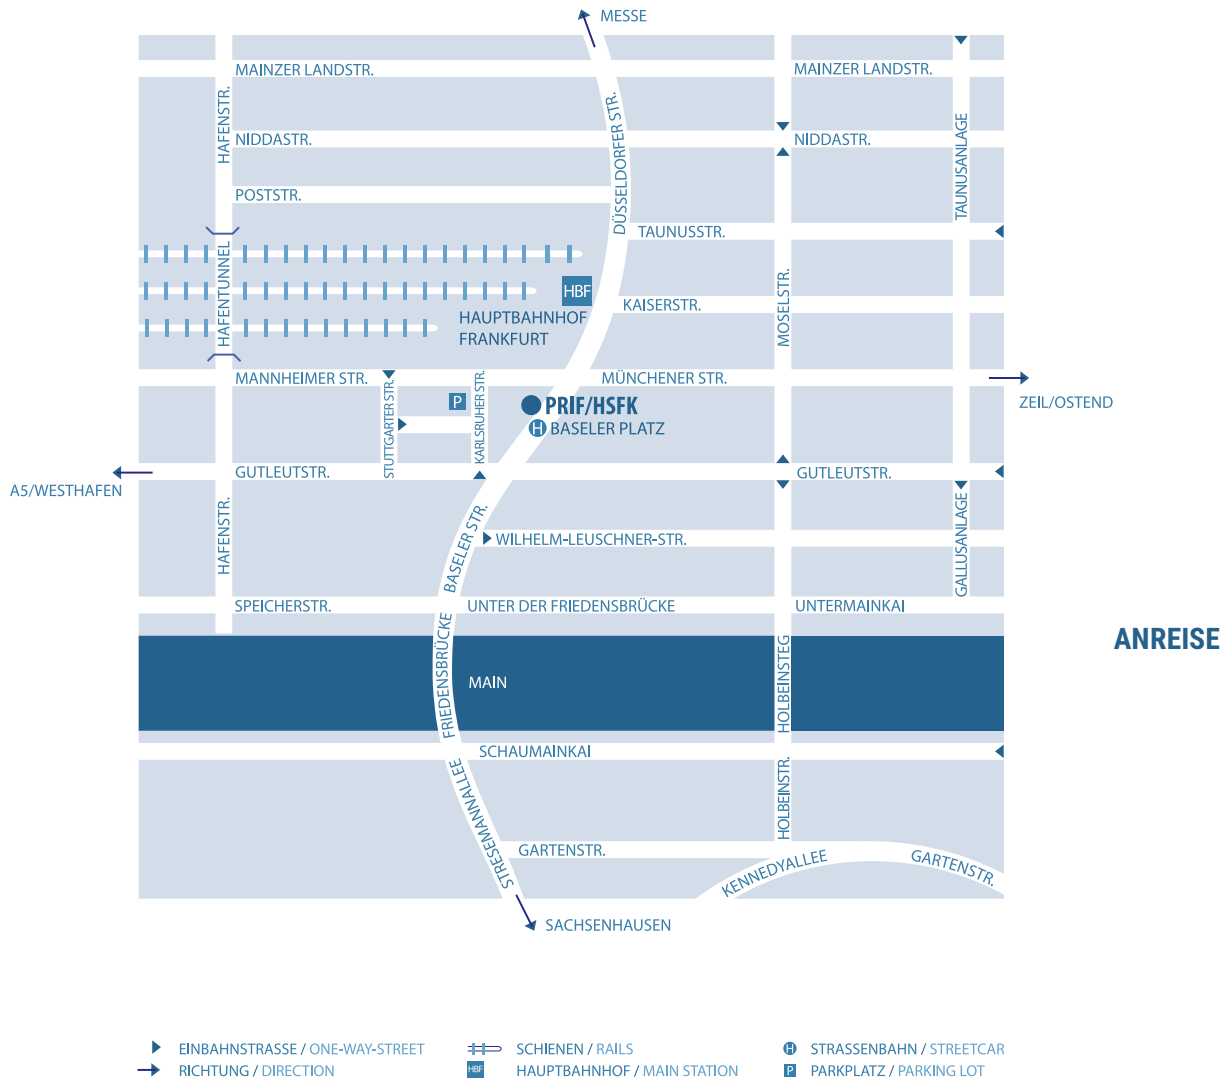 MESSE
MAINZER LANDSTR.
MAINZER LANDSTR.
HAFENSTR.
DÜSSELDORFER STR.
NIDDASTR.
NIDDASTR.
TAUNUSANLAGE
POSTSTR.
TAUNUSSTR.
HAFENTUNNEL
HBF
KAISERSTR.
MOSELSTR.
HAUPTBAHNHOF
FRANKFURT
MANNHEIMER STR.
MÜNCHENER STR.
ZEIL/OSTEND
STUTTGARTER STR.
P
KARLSRUHER STR.
PRIF/HSFK
H BASELER PLATZ
GUTLEUTSTR.
GUTLEUTSTR.
A5/WESTHAFEN
HAFENSTR.
BASELER STR.
WILHELM-LEUSCHNER-STR.
GALLUSANLAGE
SPEICHERSTR.
UNTER DER FRIEDENSBRÜCKE
UNTERMAINKAI
ANREISE
FRIEDENSBRÜCKE
MAIN
HOLBEINSTEG
SCHAUMAINKAI
STRESEMANNALLEE
HOLBEINSTR.
GARTENSTR.
KENNEDYALLEE
GARTENSTR.
SACHSENHAUSEN
EINBAHNSTRASSE / ONE-WAY-STREET
RICHTUNG / DIRECTION
SCHIENEN / RAILS
HBF HAUPTBAHNHOF / MAIN STATION
H STRASSENBAHN / STREETCAR
P PARKPLATZ / PARKING LOT